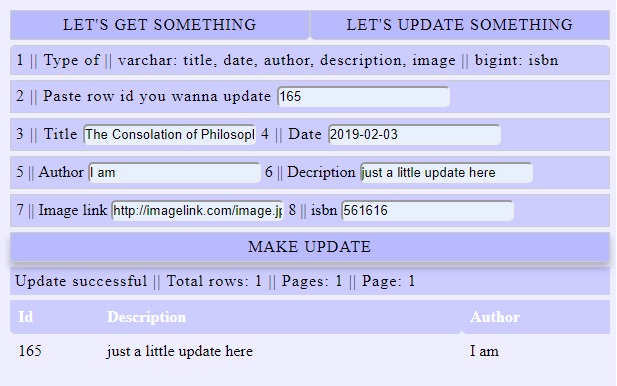 LET'S GET SOMETHING LET'S UPDATE SOMETHING
1 || Type of || varchar: title, date, author, description, image || bigint: isbn
2 || Paste row id you wanna update 165
3 || Title The Consolation of Philosopl 4 || Date 2019-02-03
5 || Author I am 6 || Decription just a little update here
7 || Image link http://imagelink.com/image.jp 8 || isbn 561616
MAKE UPDATE
Update successful || Total rows: 1 || Pages: 1 || Page: 1
Id Description Author
165 just a little update here I am